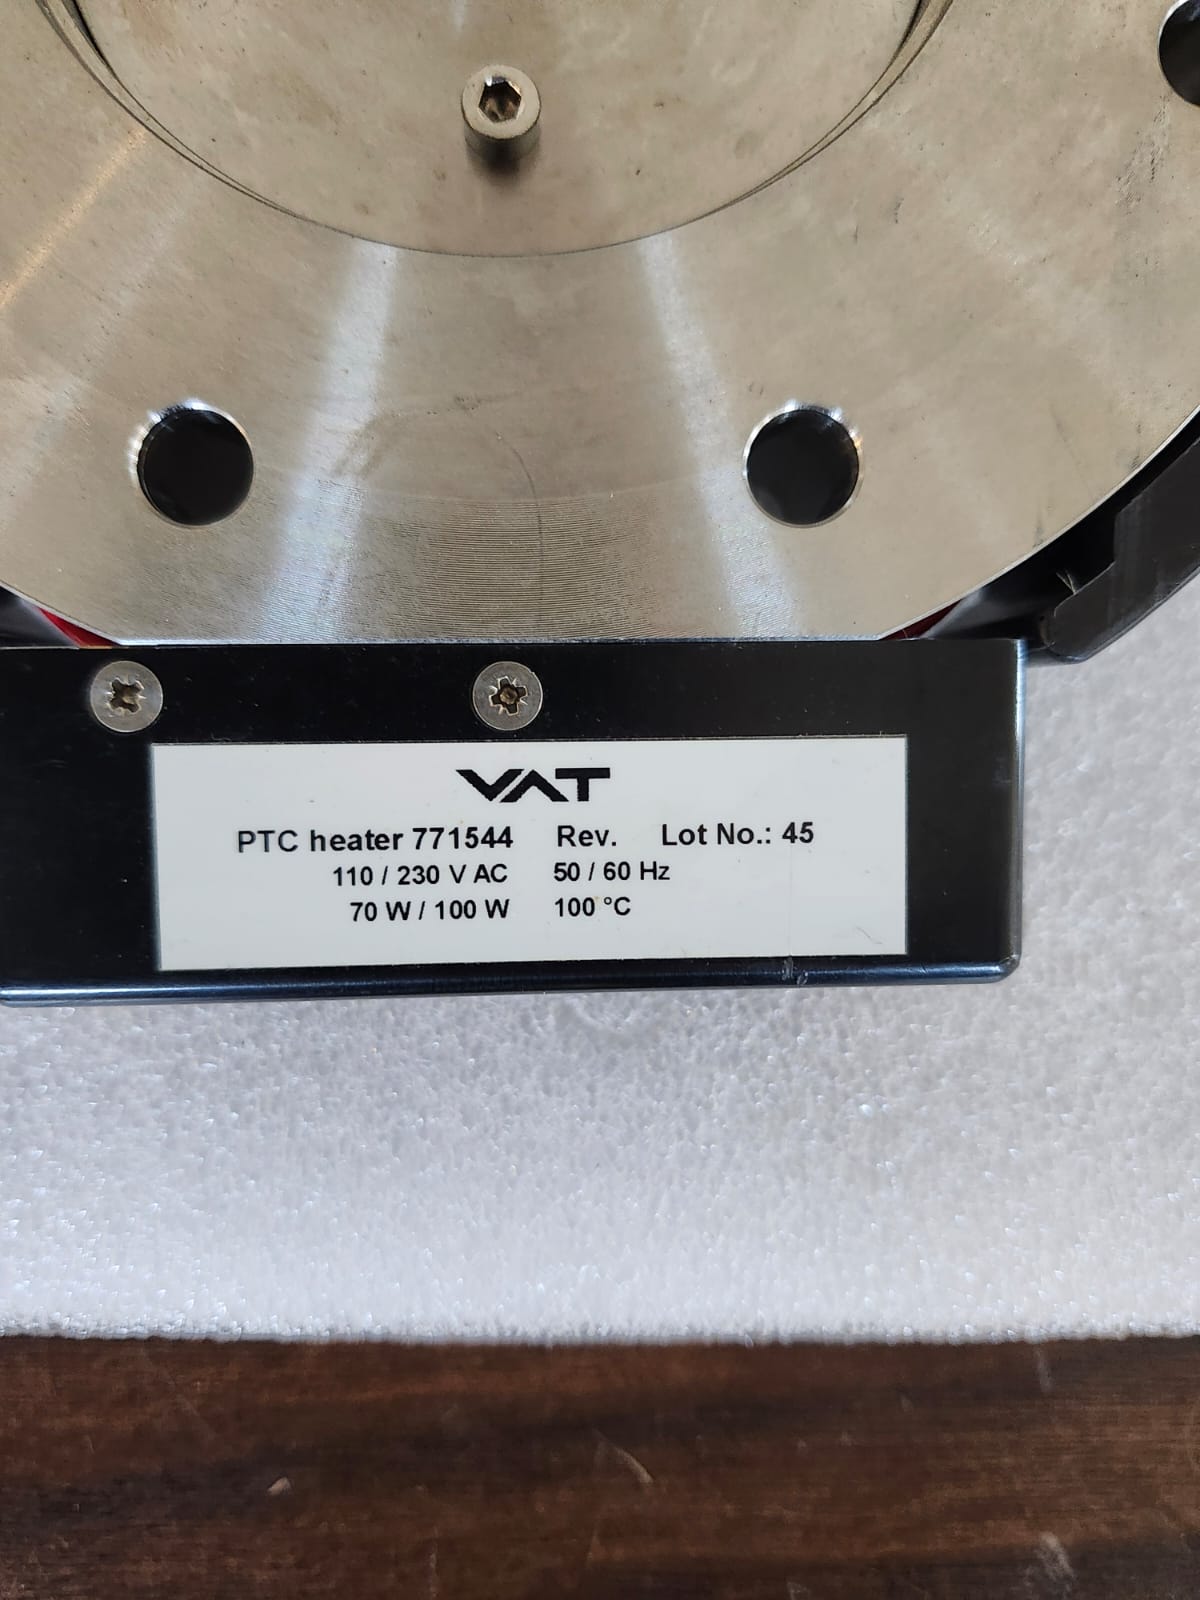 VAT
PTC heater 771544 Rev. Lot No.: 45
110 / 230 V AC 50 / 60 Hz
70 W / 100 W 100 °C